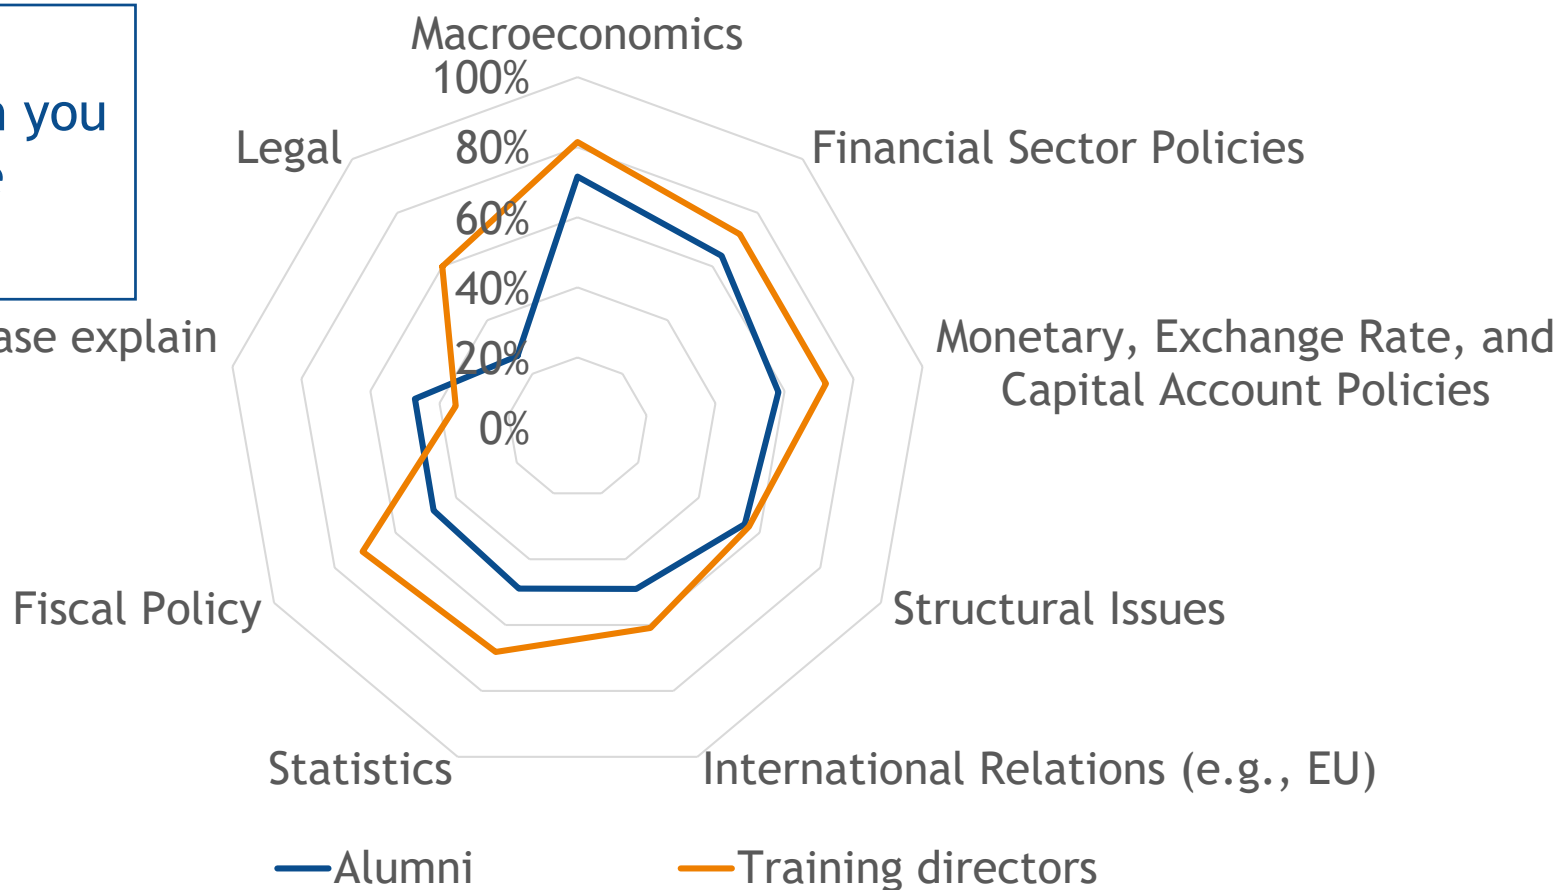 you
Macroeconomics
100%
80%
60%
40%
20%
0%
Legal
Financial Sector Policies
explain
Monetary, Exchange Rate, and
Capital Account Policies
Fiscal Policy
Structural Issues
Statistics
International Relations (e.g., EU)
Alumni
Training directors